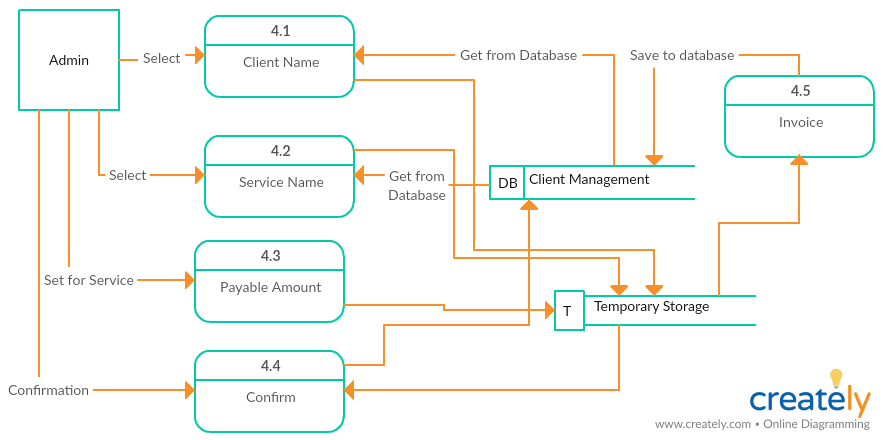 Admin
Select
4.1
Client Name
Get from Database
Save to database
4.5
Invoice
4.2
Service Name
Select
Get from
Database
DB
Client Management
4.3
Payable Amount
Set for Service
T
Temporary Storage
4.4
Confirm
Confirmation
creately
www.creately.com • Online Diagramming